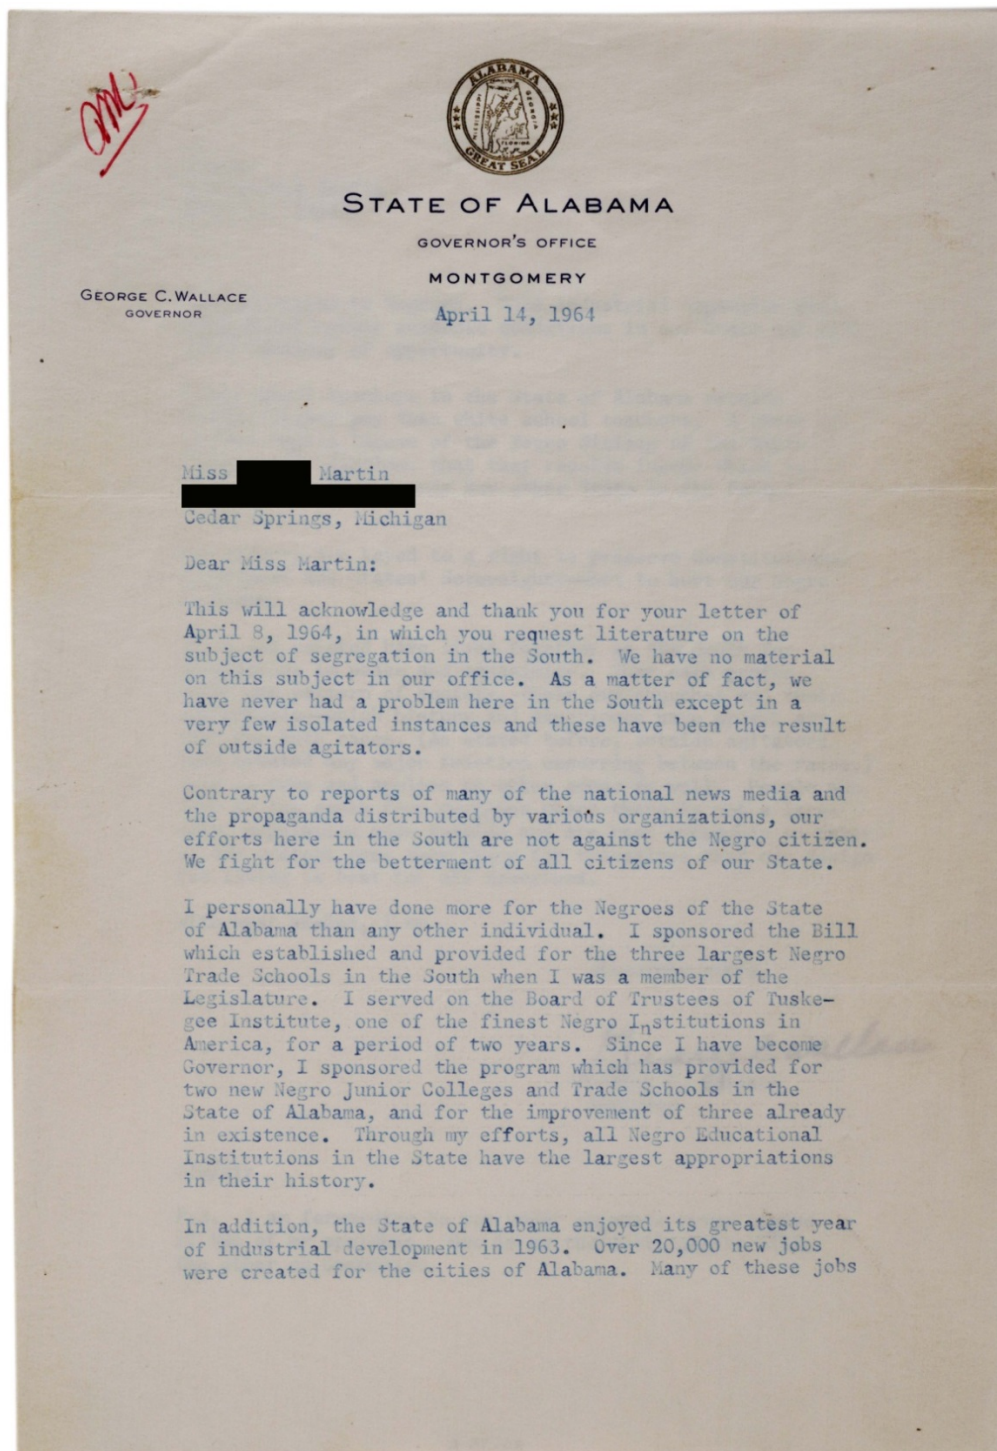 ALABAMA
MISSISSIPPI
GEORGIA
FLORIDA
GREAT SEAL
STATE OF ALABAMA
GOVERNOR'S OFFICE
MONTGOMERY
GEORGE C. WALLACE
GOVERNOR
April 14, 1964
Miss Martin
Cedar Springs, Michigan
Dear Miss Martin:
This will acknowledge and thank you for your letter of
April 8, 1964, in which you request literature on the
subject of segregation in the South. We have no material
on this subject in our office. As a matter of fact, we
have never had a problem here in the South except in a
very few isolated instances and these have been the result
of outside agitators.
Contrary to reports of many of the national news media and
the propaganda distributed by various organizations, our
efforts here in the South are not against the Negro citizen.
We fight for the betterment of all citizens of our State.
I personally have done more for the Negroes of the State
of Alabama than any other individual. I sponsored the Bill
which established and provided for the three largest Negro
Trade Schools in the South when I was a member of the
Legislature. I served on the Board of Trustees of Tuske-
gee Institute, one of the finest Negro Institutions in
America, for a period of two years. Since I have become
Governor, I sponsored the program which has provided for
two new Negro Junior Colleges and Trade Schools in the
State of Alabama, and for the improvement of three already
in existence. Through my efforts, all Negro Educational
Institutions in the State have the largest appropriations
in their history.
In addition, the State of Alabama enjoyed its greatest year
of industrial development in 1963. Over 20,000 new jobs
were created for the cities of Alabama. Many of these jobs